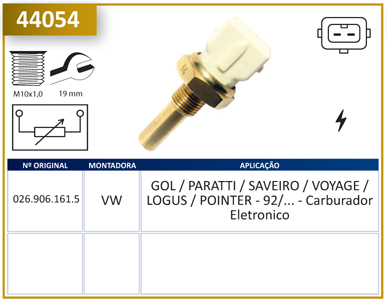 44054
M10x1,0
19 mm
Nº ORIGINAL
MONTADORA
APLICAÇÃO
026.906.161.5
VW
GOL / PARATTI / SAVEIRO / VOYAGE /
LOGUS / POINTER - 92/... - Carburador
Eletronico